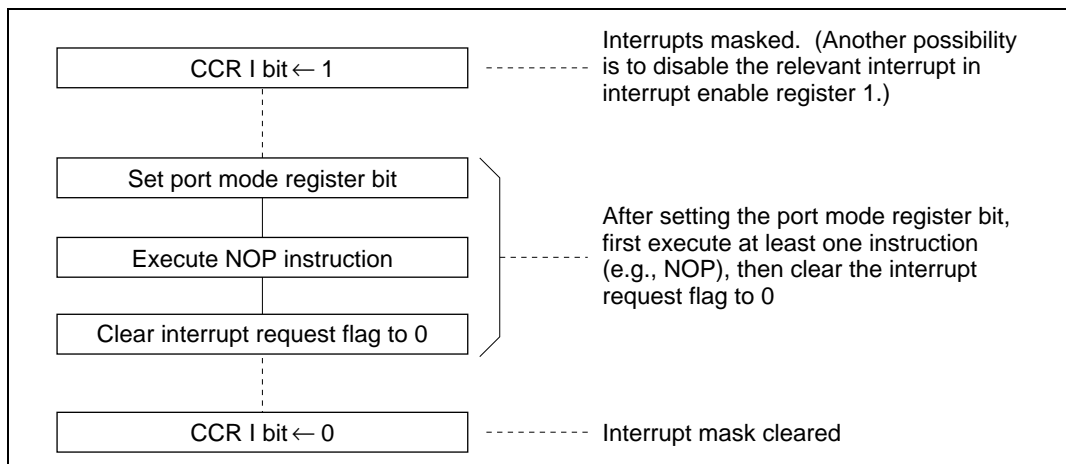 CCR I bit ← 1
Interrupts masked. (Another possibility
is to disable the relevant interrupt in
interrupt enable register 1.)
Set port mode register bit
Execute NOP instruction
Clear interrupt request flag to 0
After setting the port mode register bit,
first execute at least one instruction
(e.g., NOP), then clear the interrupt
request flag to 0
CCR I bit ← 0
Interrupt mask cleared